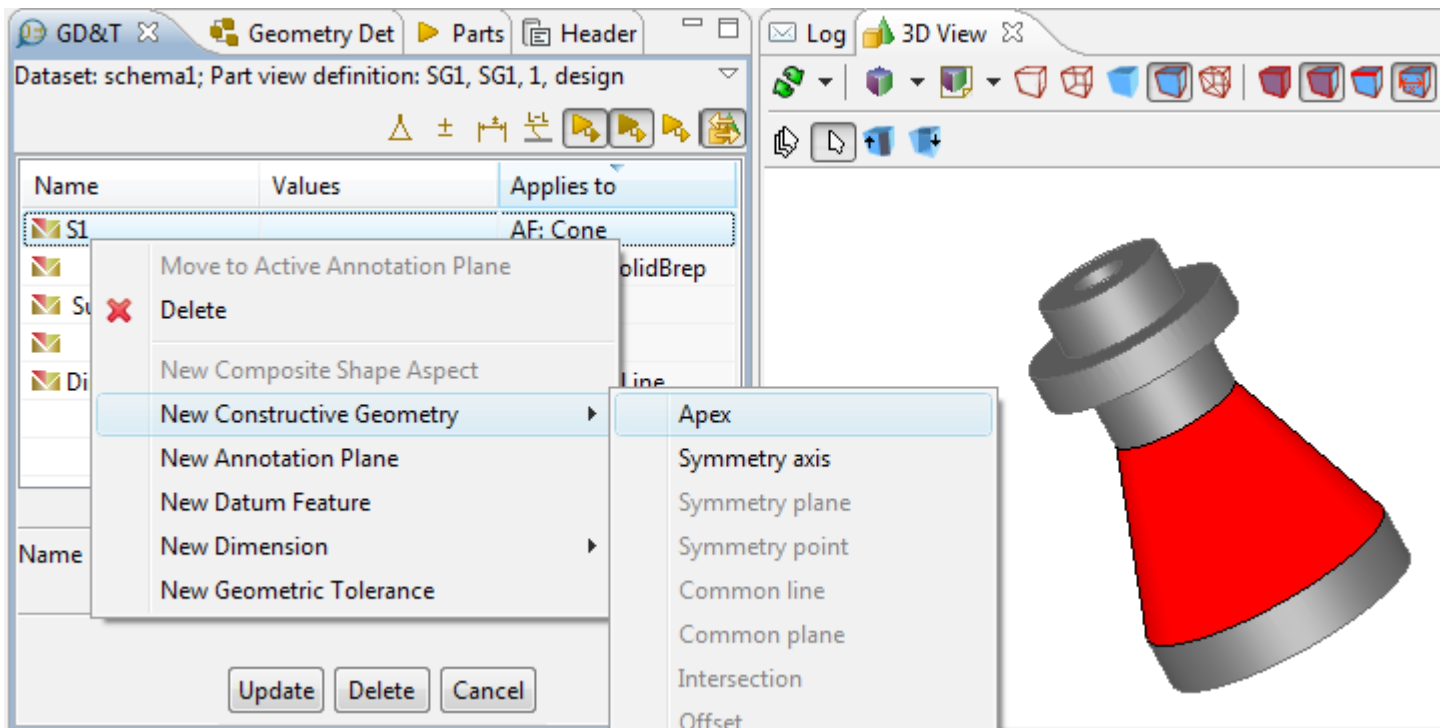 GD&T Geometry Det Parts Header
Dataset: schema1; Part view definition: SG1, SG1, 1, design
Name Values Applies to
S1 AF: Cone
olidBrep
Su
Di Line
Move to Active Annotation Plane
Delete
New Composite Shape Aspect
New Constructive Geometry
New Annotation Plane
New Datum Feature
New Dimension
New Geometric Tolerance
Apex
Symmetry axis
Symmetry plane
Symmetry point
Common line
Common plane
Intersection
Offset
Name
Update Delete Cancel
Log 3D View